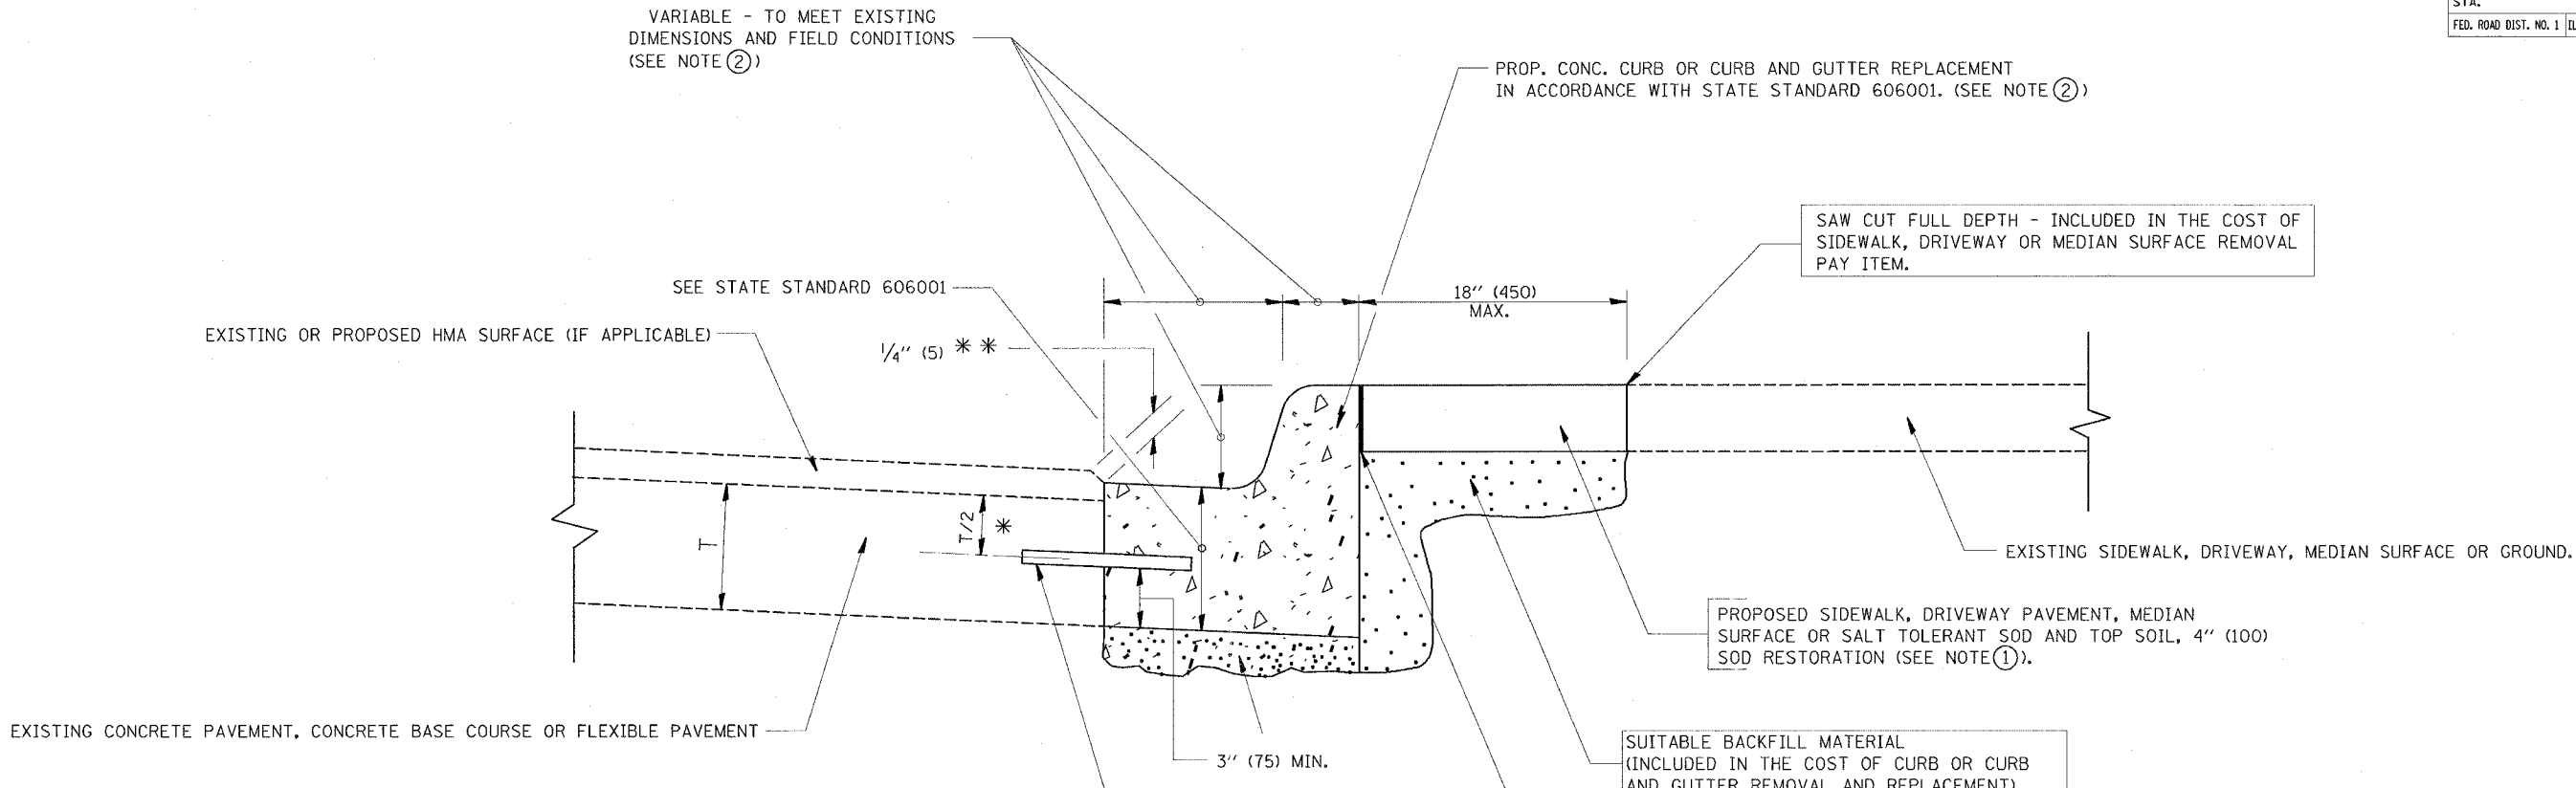 STA.
FED. ROAD DIST. NO. 1
VARIABLE - TO MEET EXISTING
DIMENSIONS AND FIELD CONDITIONS
(SEE NOTE 2)
PROP. CONC. CURB OR CURB AND GUTTER REPLACEMENT
IN ACCORDANCE WITH STATE STANDARD 606001. (SEE NOTE 2)
SAW CUT FULL DEPTH - INCLUDED IN THE COST OF
SIDEWALK, DRIVEWAY OR MEDIAN SURFACE REMOVAL
PAY ITEM.
SEE STATE STANDARD 606001
18" (450)
MAX.
EXISTING OR PROPOSED HMA SURFACE (IF APPLICABLE)
1/4" (5) * *
T
T/2 *
EXISTING SIDEWALK, DRIVEWAY, MEDIAN SURFACE OR GROUND.
PROPOSED SIDEWALK, DRIVEWAY PAVEMENT, MEDIAN
SURFACE OR SALT TOLERANT SOD AND TOP SOIL, 4" (100)
SOD RESTORATION (SEE NOTE 1).
EXISTING CONCRETE PAVEMENT, CONCRETE BASE COURSE OR FLEXIBLE PAVEMENT
3" (75) MIN.
SUITABLE BACKFILL MATERIAL
(INCLUDED IN THE COST OF CURB OR CURB
AND GUTTER REMOVAL AND REPLACEMENT)